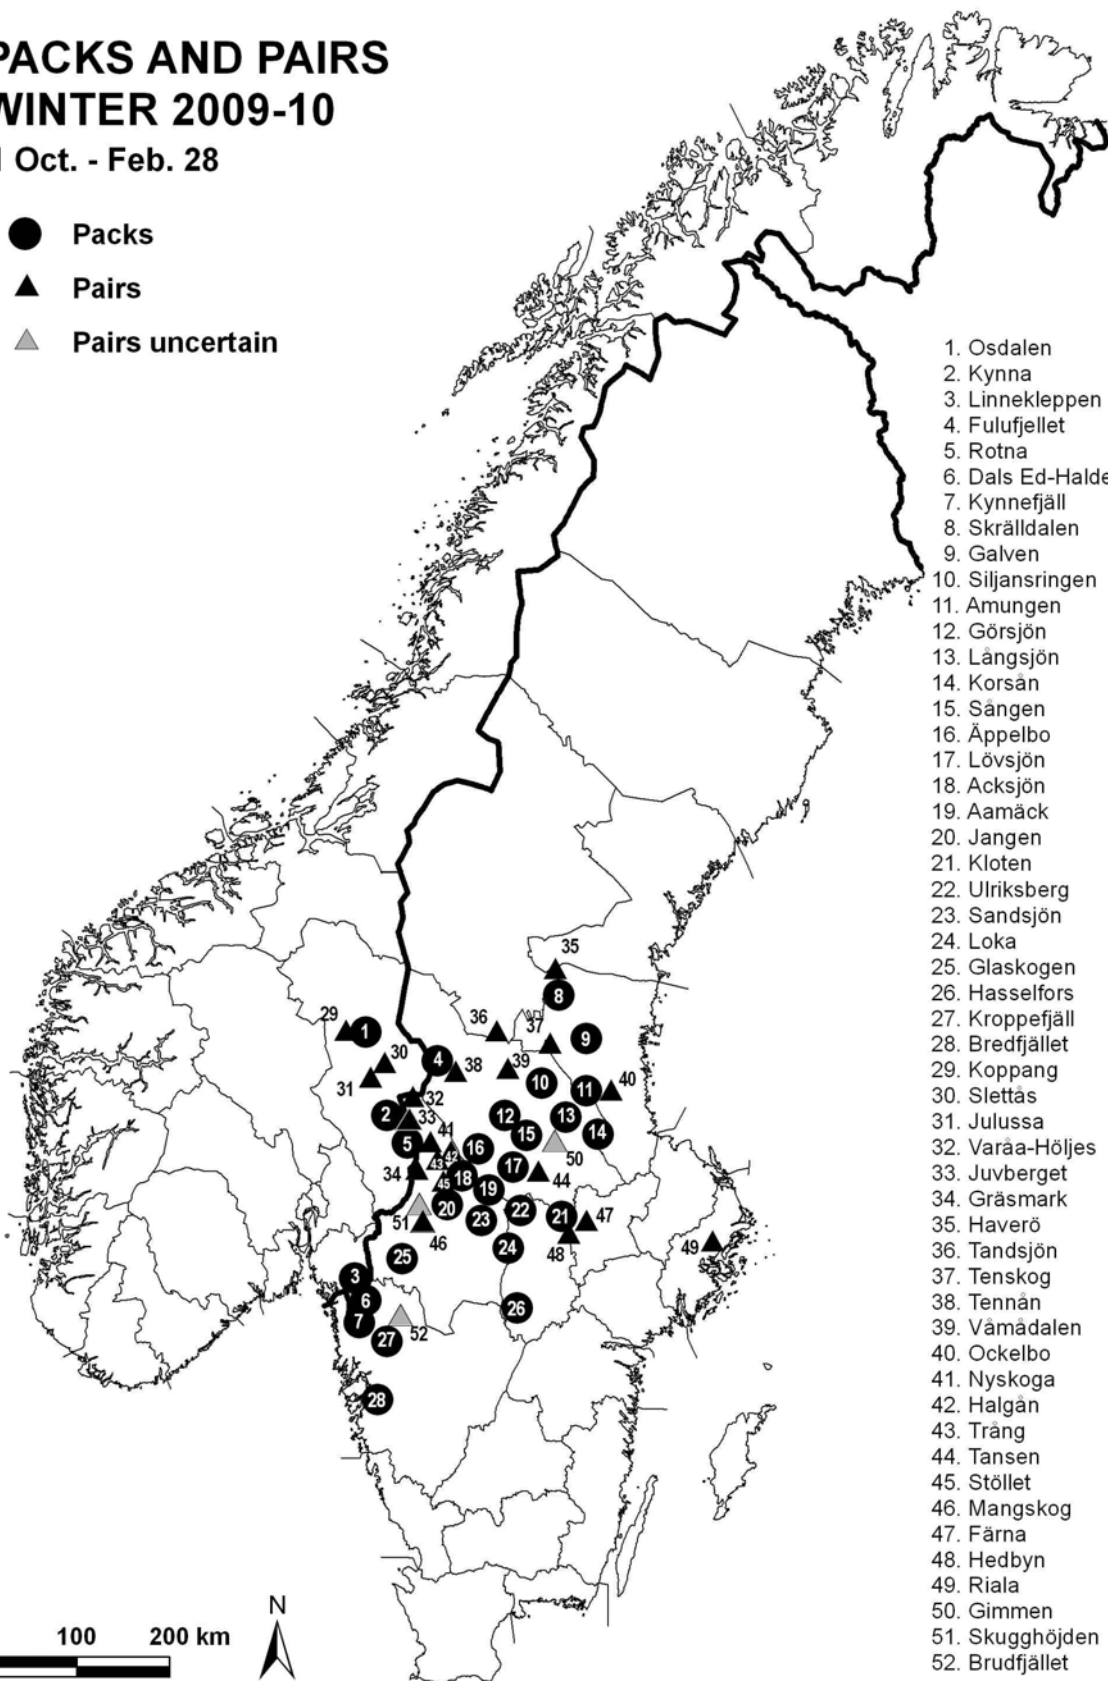 PACKS AND PAIRS
WINTER 2009-10
1 Oct. - Feb. 28
Packs
Pairs
Pairs uncertain
1. Osdalen
2. Kynna
3. Linnekleppen
4. Fulufjellet
5. Rotna
6. Dals Ed-Halde
7. Kynnefjäll
8. Skrälldalen
9. Galven
10. Siljansringen
11. Amungen
12. Görsjön
13. Långsjön
14. Korsån
15. Sången
16. Äppelbo
17. Lövsjön
18. Acksjön
19. Aamäck
20. Jangen
21. Kloten
22. Ulriksberg
23. Sandsjön
24. Loka
25. Glaskogen
26. Hasselfors
27. Kroppefjäll
28. Bredfjället
29. Koppang
30. Slettås
31. Julussa
32. Varåa-Höljes
33. Juvberget
34. Gräsmark
35. Haverö
36. Tandsjön
37. Tenskog
38. Tennån
39. Våmådalen
40. Ockelbo
41. Nyskoga
42. Halgån
43. Trång
44. Tansen
45. Stöllet
46. Mangskog
47. Färna
48. Hedbyn
49. Riala
50. Gimmen
51. Skugghöjden
52. Brudfjället
35
8
29
1
36
37
9
30
4
38
39
31
10
11
40
32
2
33
12
13
41
15
14
5
42
16
50
43
34
18
17
44
45
19
20
22
21
47
51
23
46
48
49
24
25
3
6
26
7
52
27
28
100
200 km
N